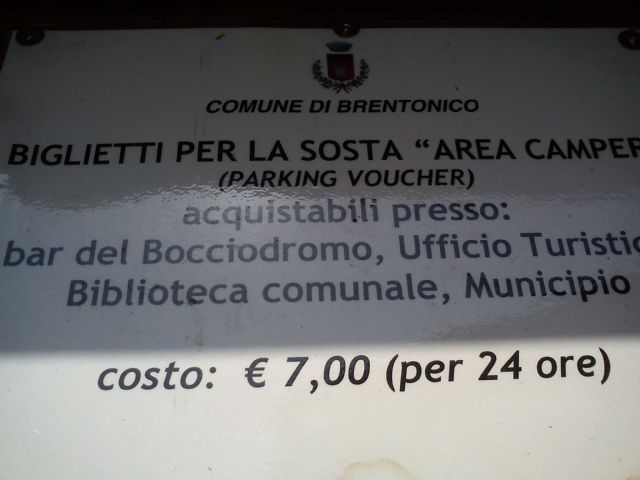 COMUNE DI BRENTONICO
BIGLIETTI PER LA SOSTA "AREA CAMPER
(PARKING VOUCHER)
acquistabili presso:
bar del Bocciodromo, Ufficio Turistic
Biblioteca comunale, Municipio
costo: € 7,00 (per 24 ore)